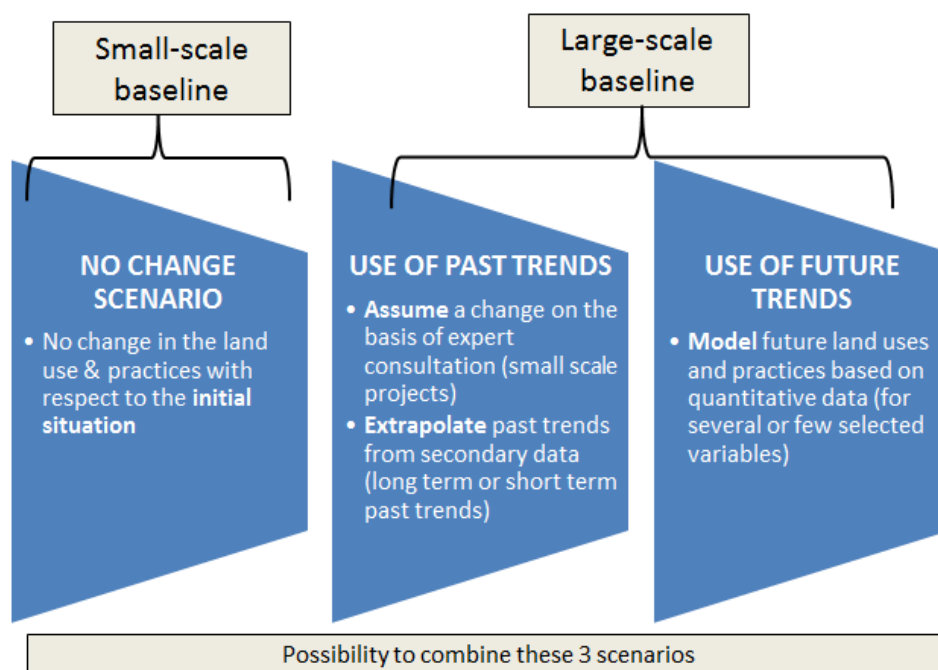 Small-scale
baseline
Large-scale
baseline
NO CHANGE
SCENARIO
• No change in the land
use & practices with
respect to the initial
situation
USE OF PAST TRENDS
• Assume a change on the
basis of expert
consultation (small scale
projects)
• Extrapolate past trends
from secondary data
(long term or short term
past trends)
USE OF FUTURE
TRENDS
• Model future land uses
and practices based on
quantitative data (for
several or few selected
variables)
Possibility to combine these 3 scenarios